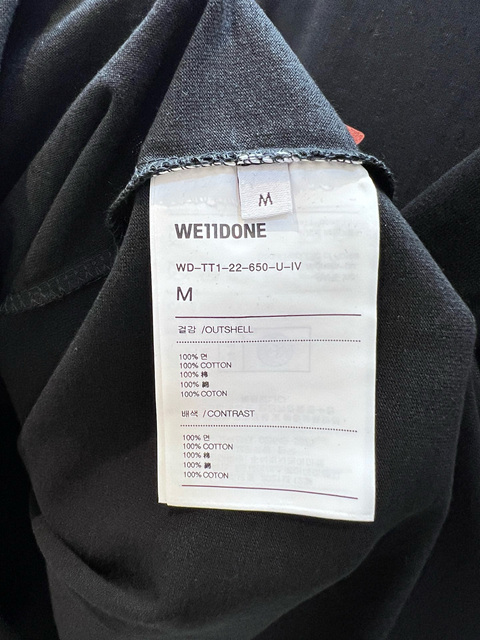 M
WE11DONE
WD-TT1-22-650-U-IV
M
겉감 /OUTSHELL
100% 면
100% COTTON
100% 棉
100% 綿
100% COTON
배색 /CONTRAST
100% 면
100% COTTON
100% 棉
100% 綿
100% COTON